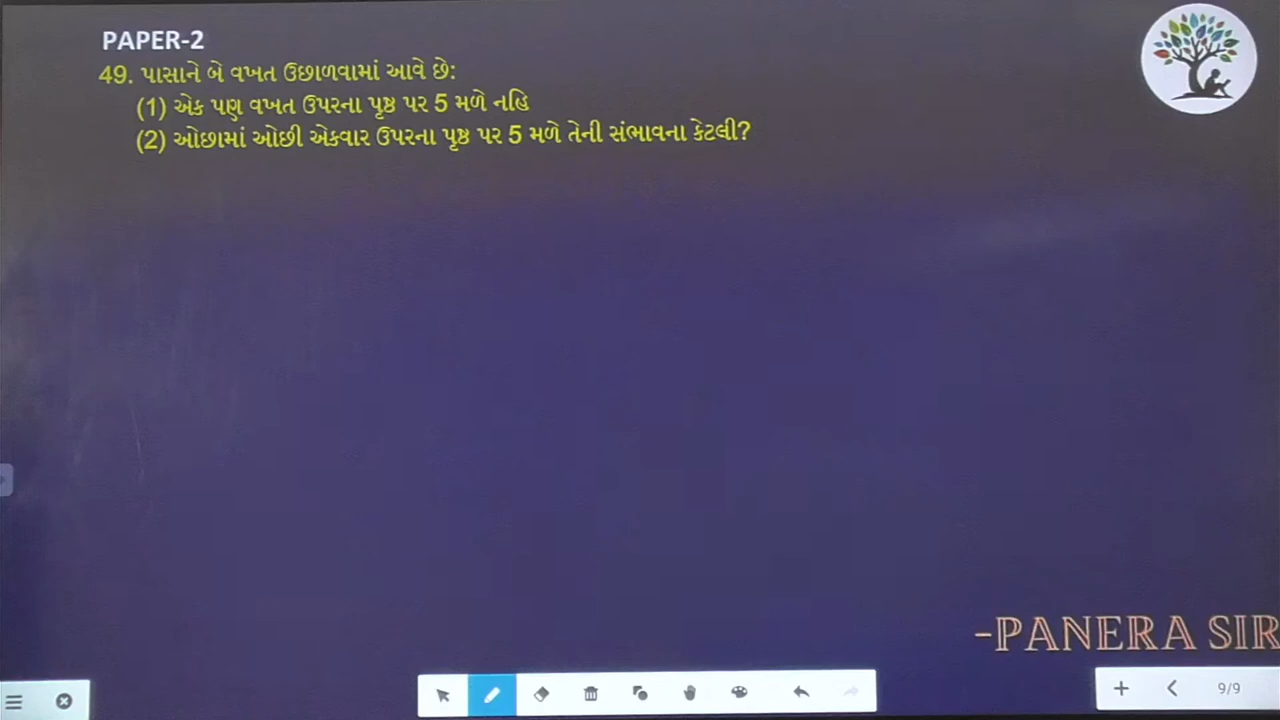 PAPER-2
49. પાસાને બે વખત ઉછાળવામાં આવે છે:
(1) એક પણ વખત ઉપરના પૃષ્ઠ પર 5 મળે નહિ
(2) ઓછામાં ઓછી એકવાર ઉપરના પૃષ્ઠ પર 5 મળે તેની સંભાવના કેટલી?
-PANERA SIR
9/9